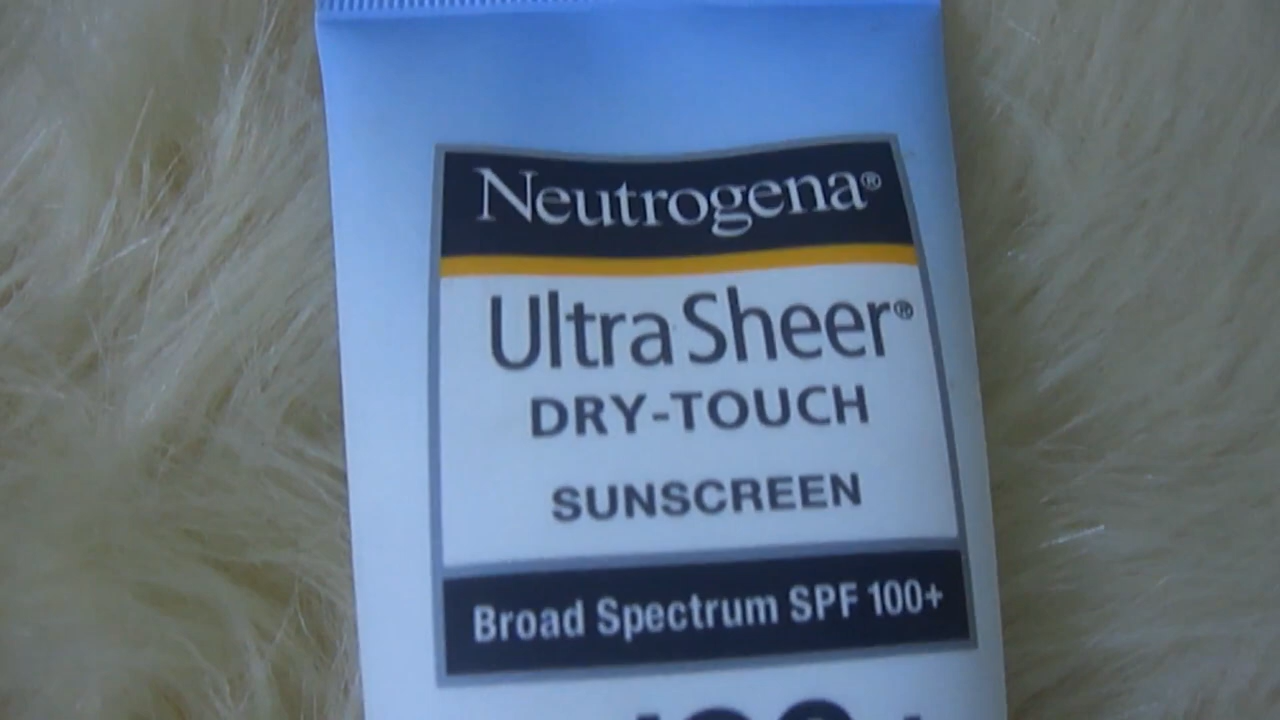 Neutrogena®
Ultra Sheer®
DRY-TOUCH
SUNSCREEN
Broad Spectrum SPF 100+